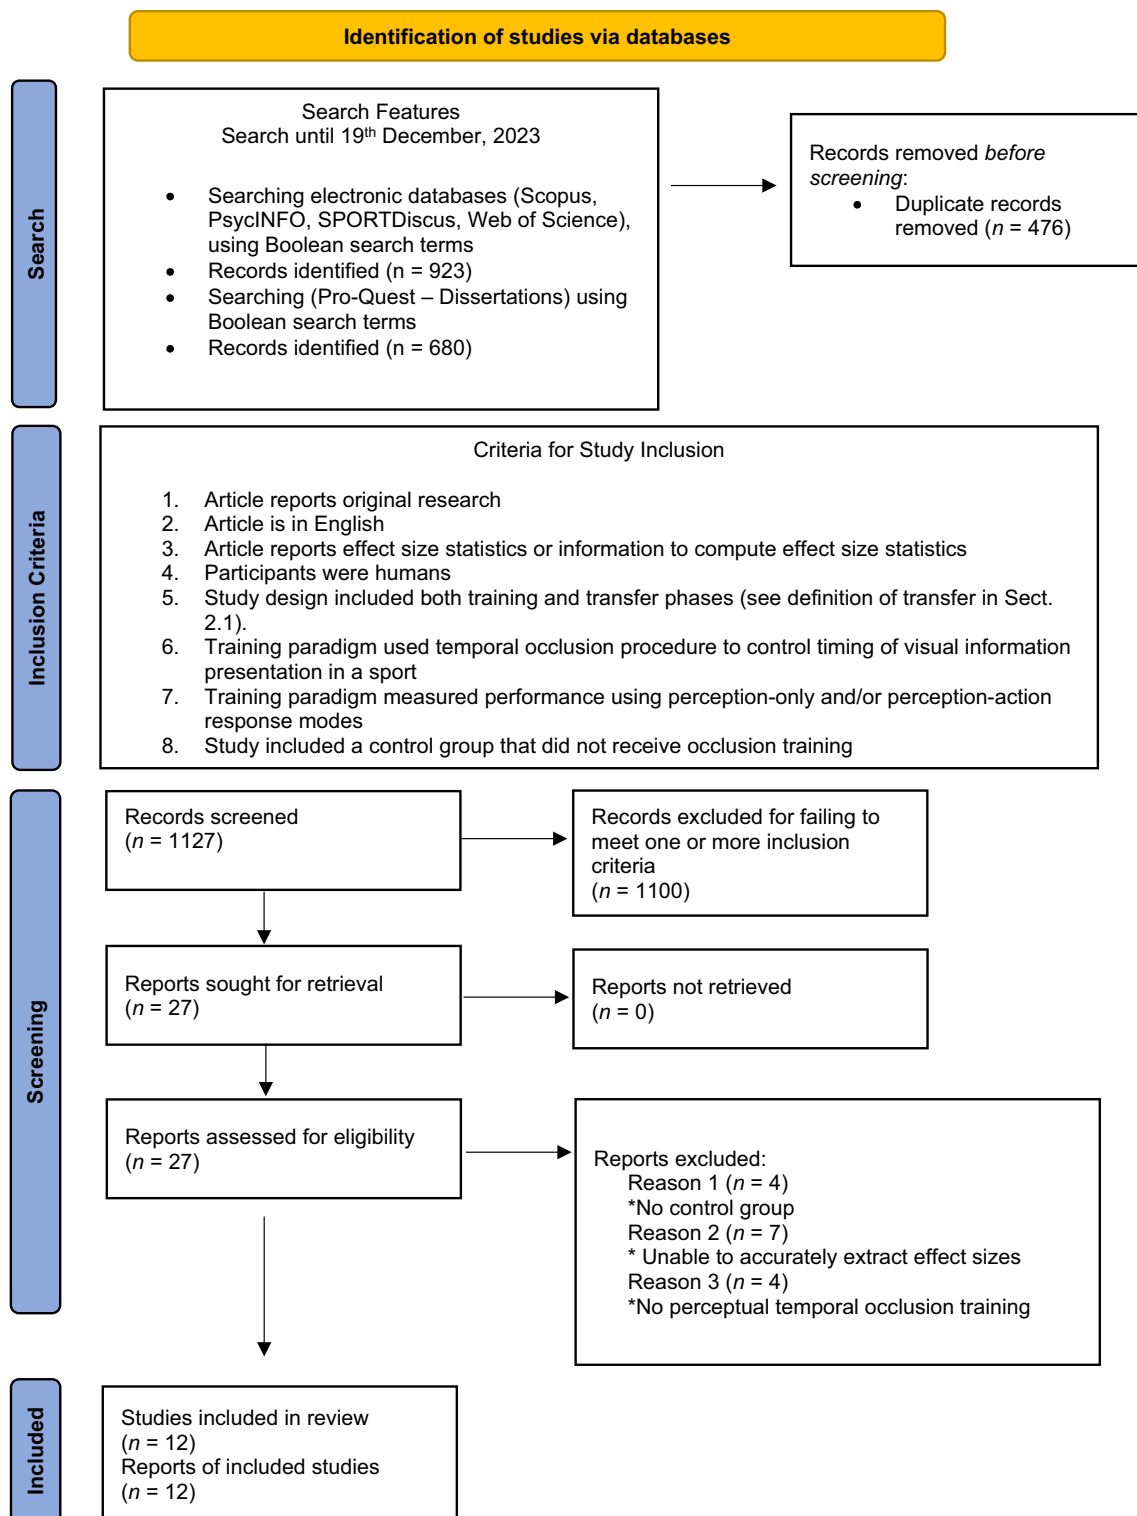 Identification of studies via databases
Search
Search Features
Search until 19th December, 2023
• Searching electronic databases (Scopus,
PsycINFO, SPORTDiscus, Web of Science),
using Boolean search terms
• Records identified (n = 923)
• Searching (Pro-Quest – Dissertations) using
Boolean search terms
• Records identified (n = 680)
Records removed before
screening:
• Duplicate records
removed (n = 476)
Inclusion Criteria
Criteria for Study Inclusion
1. Article reports original research
2. Article is in English
3. Article reports effect size statistics or information to compute effect size statistics
4. Participants were humans
5. Study design included both training and transfer phases (see definition of transfer in Sect.
2.1).
6. Training paradigm used temporal occlusion procedure to control timing of visual information
presentation in a sport
7. Training paradigm measured performance using perception-only and/or perception-action
response modes
8. Study included a control group that did not receive occlusion training
Screening
Records screened
(n = 1127)
Records excluded for failing to
meet one or more inclusion
criteria
(n = 1100)
Reports sought for retrieval
(n = 27)
Reports not retrieved
(n = 0)
Reports assessed for eligibility
(n = 27)
Reports excluded:
Reason 1 (n = 4)
*No control group
Reason 2 (n = 7)
* Unable to accurately extract effect sizes
Reason 3 (n = 4)
*No perceptual temporal occlusion training
Included
Studies included in review
(n = 12)
Reports of included studies
(n = 12)